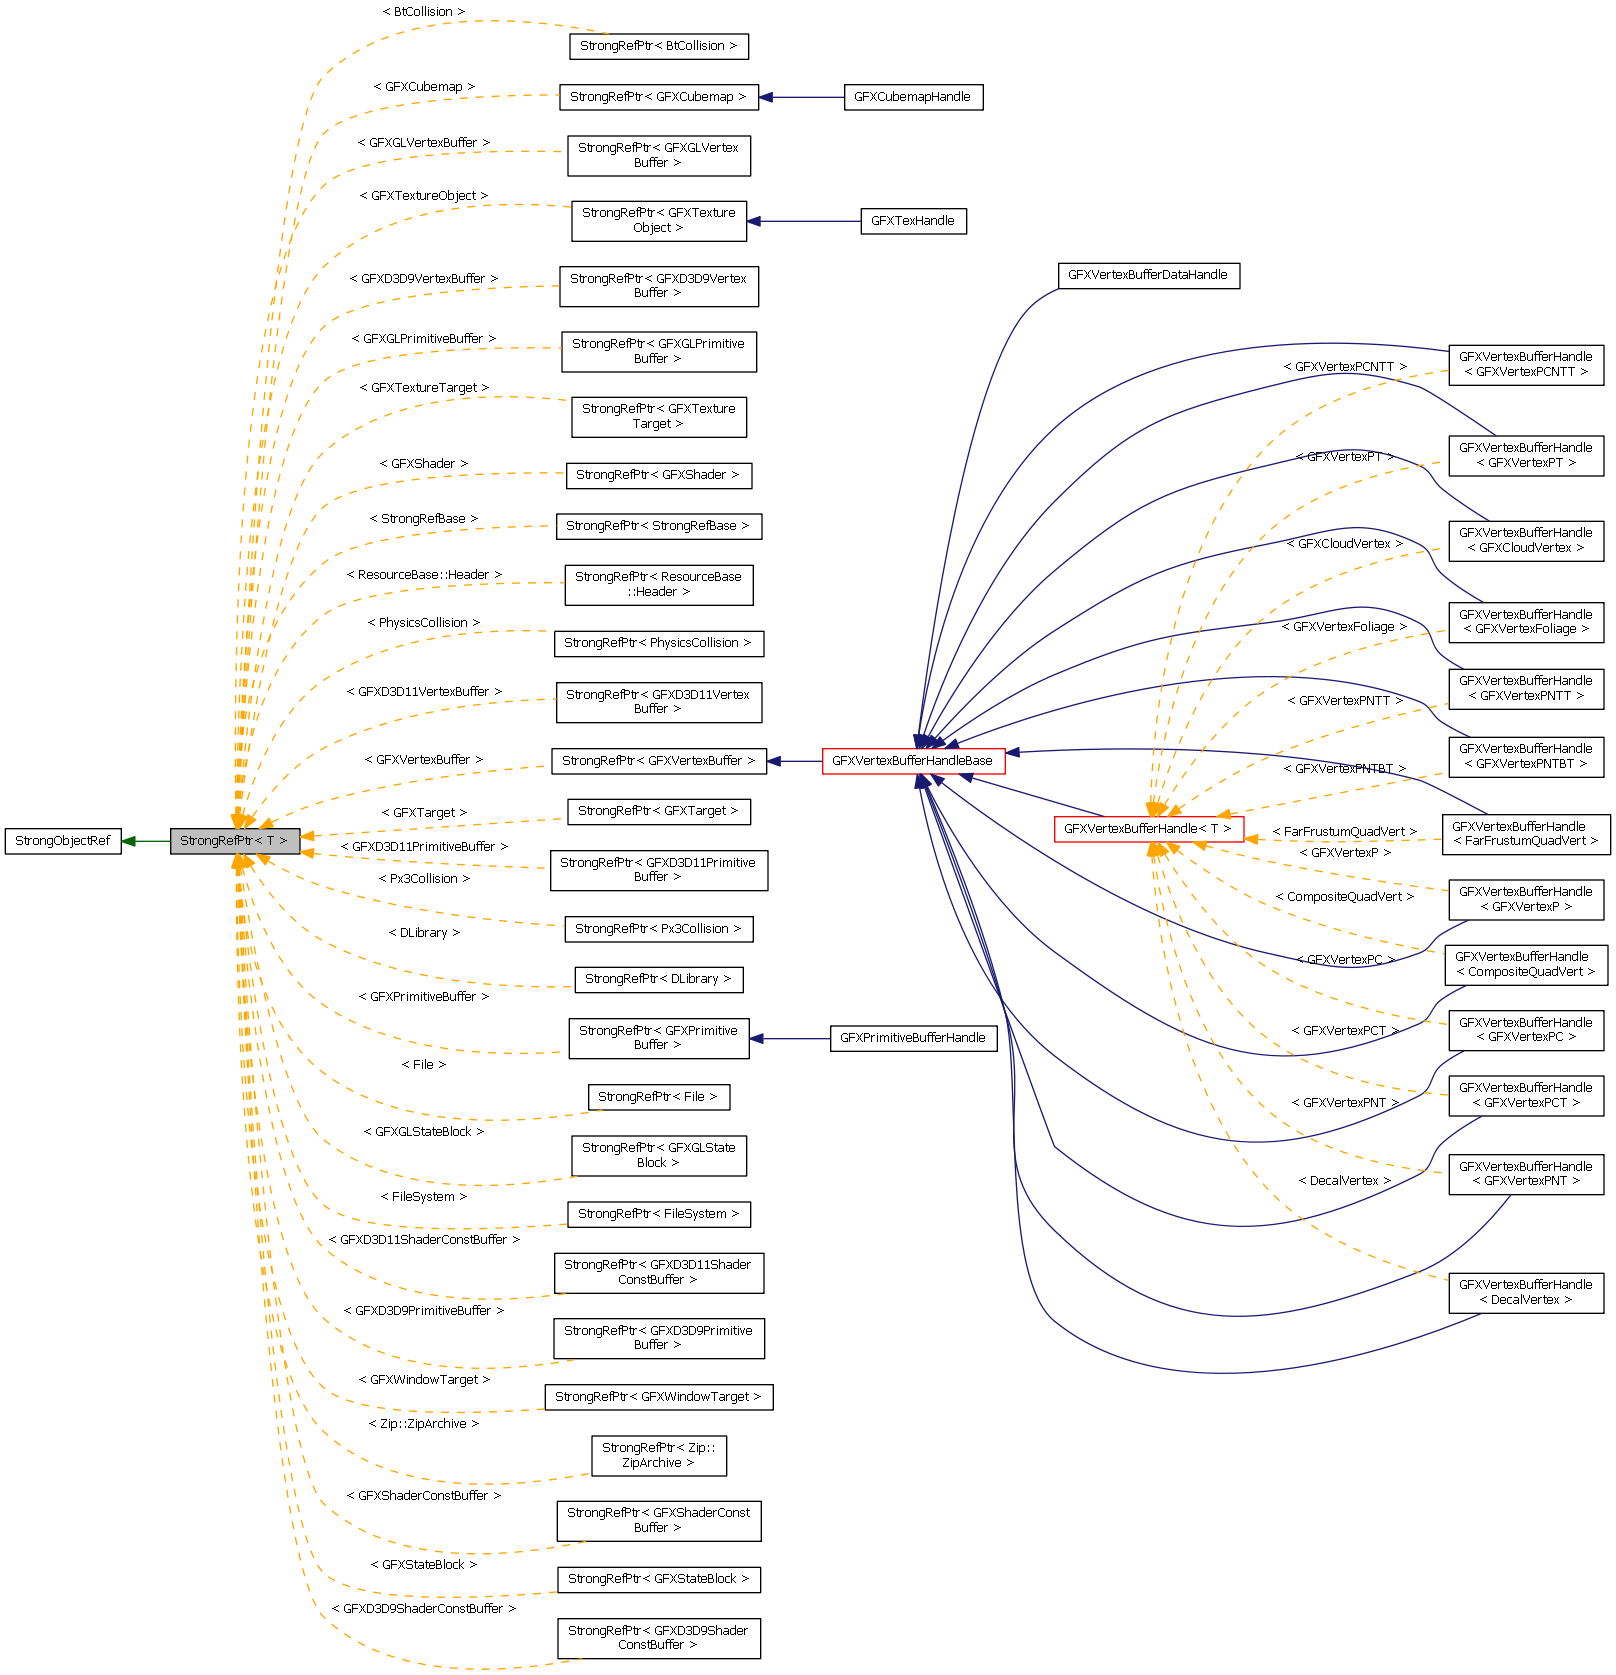 < BtCollision >
StrongRefPtr< BtCollision >
< GFXCubemap >
StrongRefPtr< GFXCubemap >
GFXCubemapHandle
< GFXGLVertexBuffer >
StrongRefPtr< GFXGLVertex
Buffer >
< GFXTextureObject >
StrongRefPtr< GFXTexture
Object >
GFXTexHandle
< GFXD3D9VertexBuffer >
StrongRefPtr< GFXD3D9Vertex
Buffer >
< GFXGLPrimitiveBuffer >
StrongRefPtr< GFXGLPrimitive
Buffer >
< GFXTextureTarget >
StrongRefPtr< GFXTexture
Target >
< GFXShader >
StrongRefPtr< GFXShader >
< StrongRefBase >
StrongRefPtr< StrongRefBase >
< ResourceBase::Header >
StrongRefPtr< ResourceBase
::Header >
< PhysicsCollision >
StrongRefPtr< PhysicsCollision >
< GFXD3D11VertexBuffer >
StrongRefPtr< GFXD3D11Vertex
Buffer >
< GFXVertexBuffer >
StrongRefPtr< GFXVertexBuffer >
GFXVertexBufferHandleBase
< GFXTarget >
StrongRefPtr< GFXTarget >
StrongObjectRef
StrongRefPtr< T >
< GFXD3D11PrimitiveBuffer >
StrongRefPtr< GFXD3D11Primitive
Buffer >
< Px3Collision >
StrongRefPtr< Px3Collision >
< DLibrary >
StrongRefPtr< DLibrary >
< GFXPrimitiveBuffer >
StrongRefPtr< GFXPrimitive
Buffer >
GFXPrimitiveBufferHandle
< File >
StrongRefPtr< File >
< GFXGLStateBlock >
StrongRefPtr< GFXGLState
Block >
< FileSystem >
StrongRefPtr< FileSystem >
< GFXD3D11ShaderConstBuffer >
StrongRefPtr< GFXD3D11Shader
ConstBuffer >
< GFXD3D9PrimitiveBuffer >
StrongRefPtr< GFXD3D9Primitive
Buffer >
< GFXWindowTarget >
StrongRefPtr< GFXWindowTarget >
< Zip::ZipArchive >
StrongRefPtr< Zip::
ZipArchive >
< GFXShaderConstBuffer >
StrongRefPtr< GFXShaderConst
Buffer >
< GFXStateBlock >
StrongRefPtr< GFXStateBlock >
< GFXD3D9ShaderConstBuffer >
StrongRefPtr< GFXD3D9Shader
ConstBuffer >
GFXVertexBufferDataHandle
< GFXVertexPCNTT >
GFXVertexBufferHandle
< GFXVertexPCNTT >
< GFXVertexPT >
GFXVertexBufferHandle
< GFXVertexPT >
< GFXCloudVertex >
GFXVertexBufferHandle
< GFXCloudVertex >
< GFXVertexFoliage >
GFXVertexBufferHandle
< GFXVertexFoliage >
< GFXVertexPNTT >
GFXVertexBufferHandle
< GFXVertexPNTT >
< GFXVertexPNTBT >
GFXVertexBufferHandle
< GFXVertexPNTBT >
GFXVertexBufferHandle< T >
< FarFrustumQuadVert >
GFXVertexBufferHandle
< FarFrustumQuadVert >
< GFXVertexP >
GFXVertexBufferHandle
< GFXVertexP >
< CompositeQuadVert >
GFXVertexBufferHandle
< CompositeQuadVert >
< GFXVertexPC >
GFXVertexBufferHandle
< GFXVertexPC >
< GFXVertexPCT >
GFXVertexBufferHandle
< GFXVertexPCT >
< GFXVertexPNT >
GFXVertexBufferHandle
< GFXVertexPNT >
< DecalVertex >
GFXVertexBufferHandle
< DecalVertex >